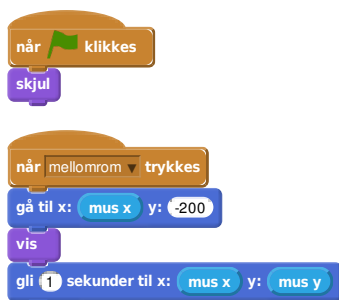 når klikkes
skjul
når mellomrom ▼ trykkes
gå til x: mus x y: -200
vis
gli 1 sekunder til x: mus x y: mus y